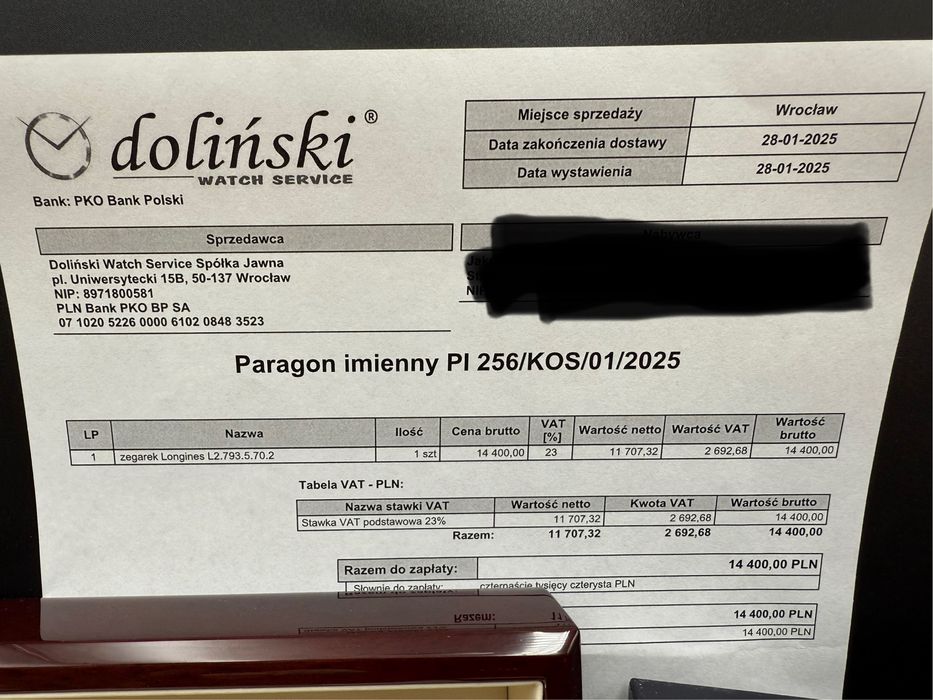 doliński®
WATCH SERVICE
Bank: PKO Bank Polski
Miejsce sprzedaży Wrocław
Data zakończenia dostawy 28-01-2025
Data wystawienia 28-01-2025
Sprzedawca
Doliński Watch Service Spółka Jawna
pl. Uniwersytecki 15B, 50-137 Wrocław
NIP: 8971800581
PLN Bank PKO BP SA
07 1020 5226 0000 6102 0848 3523
Nabywca
Paragon imienny PI 256/KOS/01/2025
LP Nazwa Ilość Cena brutto VAT [%] Wartość netto Wartość VAT Wartość brutto
1 zegarek Longines L2.793.5.70.2 1 szt 14 400,00 23 11 707,32 2 692,68 14 400,00
Tabela VAT - PLN:
Nazwa stawki VAT Wartość netto Kwota VAT Wartość brutto
Stawka VAT podstawowa 23% 11 707,32 2 692,68 14 400,00
Razem: 11 707,32 2 692,68 14 400,00
Razem do zapłaty: 14 400,00 PLN
Słownie do zapłaty: czternaście tysięcy czterysta PLN
14 400,00 PLN
14 400,00 PLN